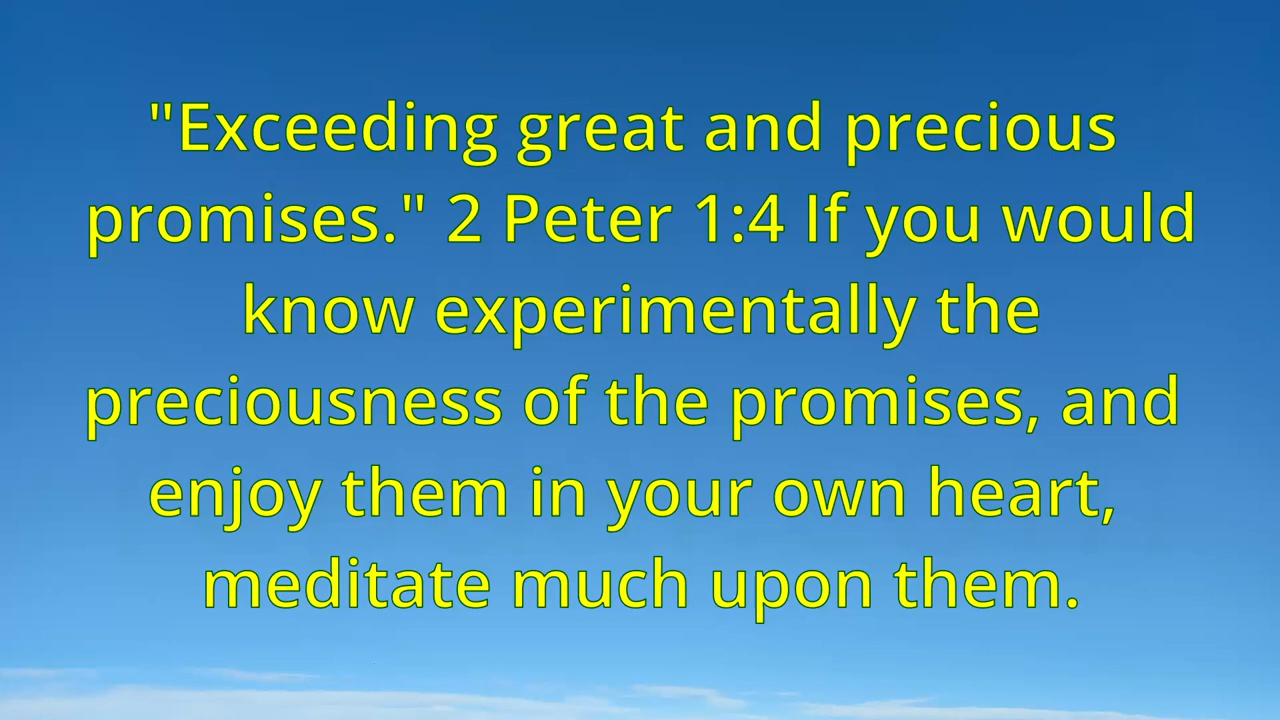 "Exceeding great and precious
promises." 2 Peter 1:4 If you would
know experimentally the
preciousness of the promises, and
enjoy them in your own heart,
meditate much upon them.